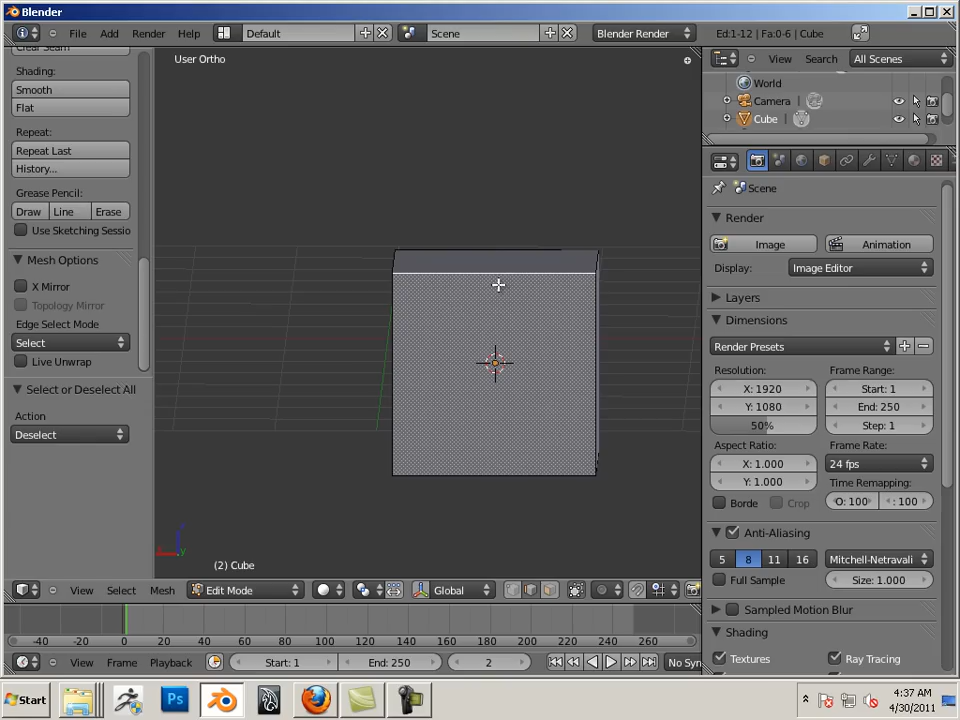 Blender
File Add Render Help Default Scene Blender Render Ed:1-12 | Fa:0-6 | Cube
Clear Seam
Shading:
Smooth
Flat
Repeat:
Repeat Last
History...
Grease Pencil:
Draw Line Erase
Use Sketching Sessio
Mesh Options
X Mirror
Topology Mirror
Edge Select Mode
Select
Live Unwrap
Select or Deselect All
Action
Deselect
User Ortho
(2) Cube
x y
View Select Mesh Edit Mode Global
-40 -20 0 20 40 60 80 100 120 140 160 180 200 220 240 260
View Frame Playback Start: 1 End: 250 2 No Syn
View Search All Scenes
World
Camera
Cube
Scene
Render
Image Animation
Display: Image Editor
Layers
Dimensions
Render Presets
Resolution: Frame Range:
X: 1920 Start: 1
Y: 1080 End: 250
50% Step: 1
Aspect Ratio: Frame Rate:
X: 1.000 24 fps
Y: 1.000 Time Remapping:
Borde Crop O: 100 : 100
Anti-Aliasing
5 8 11 16 Mitchell-Netravali
Full Sample Size: 1.000
Sampled Motion Blur
Shading
Textures Ray Tracing
Start Ps 4:37 AM
4/30/2011